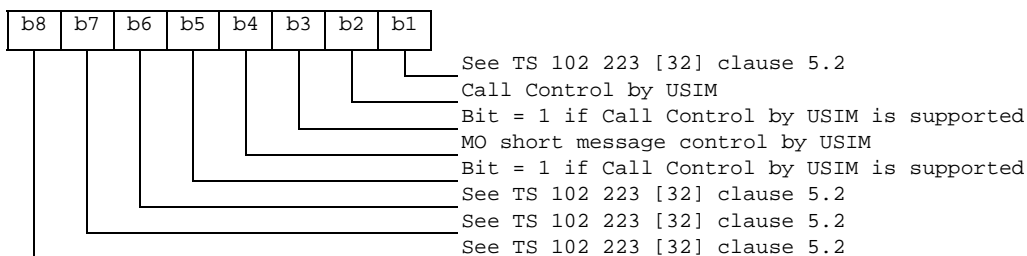 b8 b7 b6 b5 b4 b3 b2 b1
See TS 102 223 [32] clause 5.2
Call Control by USIM
Bit = 1 if Call Control by USIM is supported
MO short message control by USIM
Bit = 1 if Call Control by USIM is supported
See TS 102 223 [32] clause 5.2
See TS 102 223 [32] clause 5.2
See TS 102 223 [32] clause 5.2